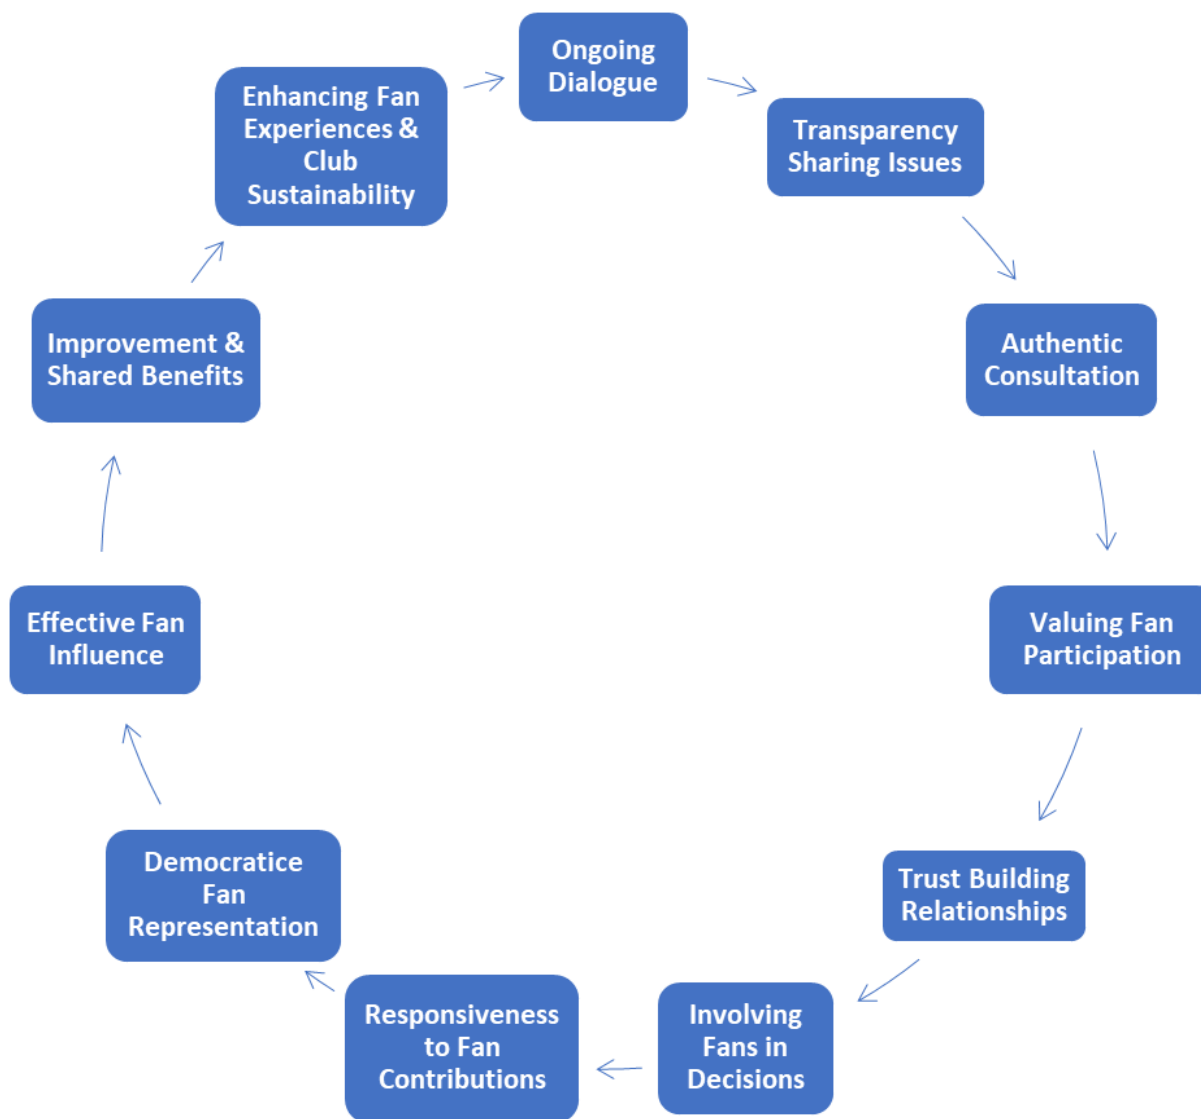 Ongoing
Dialogue
Transparency
Sharing Issues
Authentic
Consultation
Valuing Fan
Participation
Trust Building
Relationships
Involving
Fans in
Decisions
Responsiveness
to Fan
Contributions
Democratice
Fan
Representation
Effective Fan
Influence
Improvement &
Shared Benefits
Enhancing Fan
Experiences &
Club
Sustainability